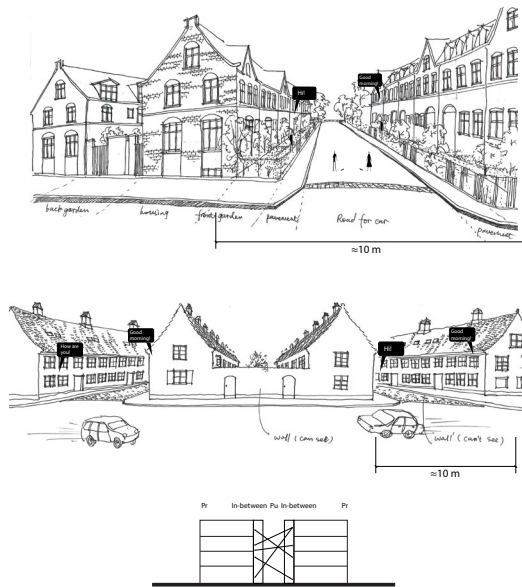 Hi!
Good
morning!
back garden
housing
front garden
pavement
Road for car
pavement
≈10 m
How are
you!
Good
morning!
Hi!
Good
morning!
wall (can see)
wall' (can't see)
≈10 m
Pr In-between Pu In-between Pr